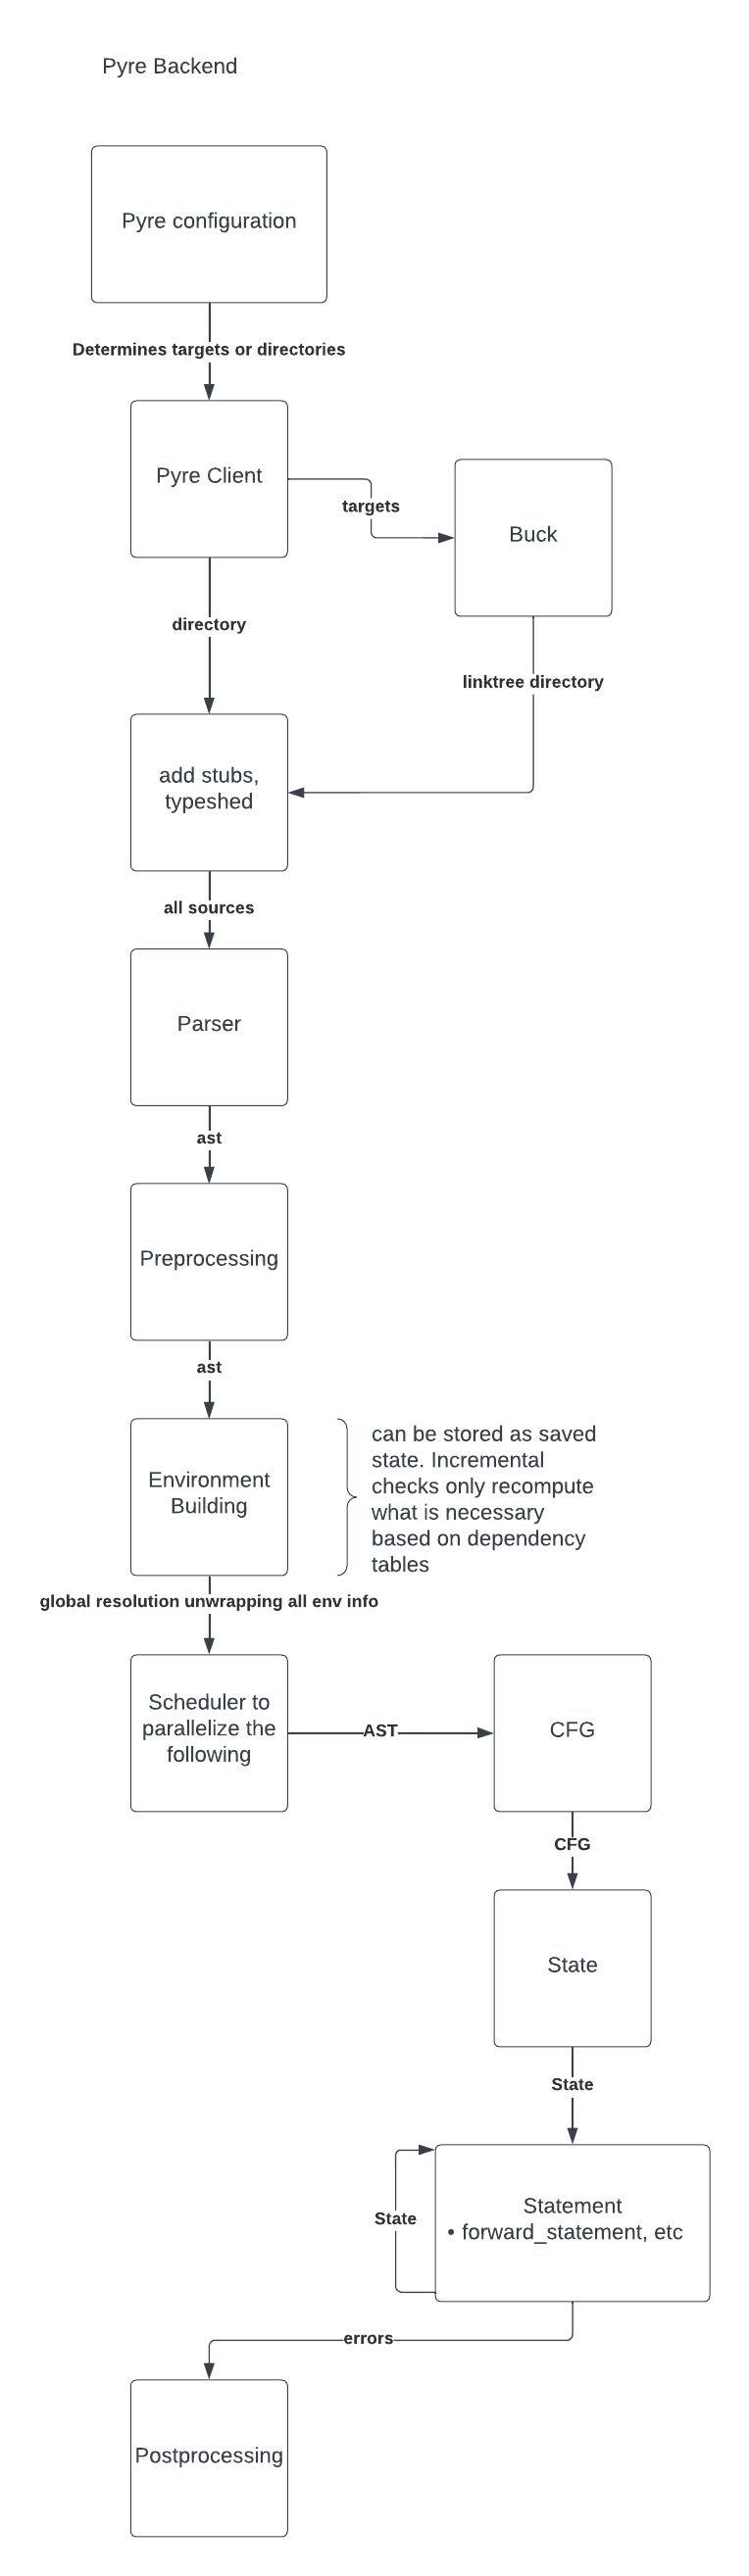 Pyre Backend
Pyre configuration
Determines targets or directories
Pyre Client
targets
Buck
directory
linktree directory
add stubs,
typeshed
all sources
Parser
ast
Preprocessing
ast
Environment
Building
can be stored as saved
state. Incremental
checks only recompute
what is necessary
based on dependency
tables
global resolution unwrapping all env info
Scheduler to
parallelize the
following
AST
CFG
CFG
State
State
Statement
• forward_statement, etc
State
errors
Postprocessing